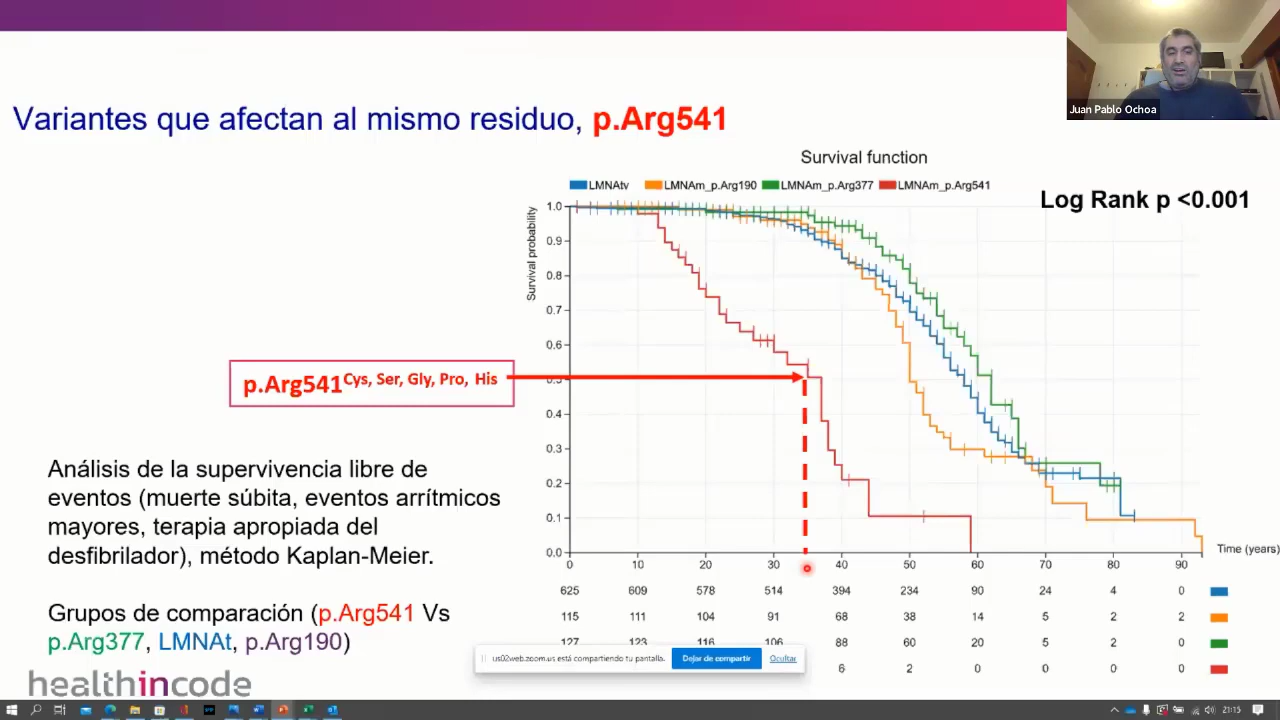 Juan Pablo Ochoa
Variantes que afectan al mismo residuo, p.Arg541
Survival function
LMNAtv LMNAm_p.Arg190 LMNAm_p.Arg377 LMNAm_p.Arg541
Log Rank p <0.001
Survival probability
1.0
0.9
0.8
0.7
0.6
0.4
0.3
0.2
0.1
0.0
p.Arg541Cys, Ser, Gly, Pro, His
Análisis de la supervivencia libre de
eventos (muerte súbita, eventos arrítmicos
mayores, terapia apropiada del
desfibrilador), método Kaplan-Meier.
Grupos de comparación (p.Arg541 Vs
p.Arg377, LMNAt, p.Arg190)
Time (years)
0 10 20 30 40 50 60 70 80 90
625 609 578 514 394 234 90 24 4 0
115 111 104 91 68 38 14 5 2 2
127 123 116 106 88 60 20 5 2 0
6 2 0 0 0 0
us02web.zoom.us está compartiendo tu pantalla.
Dejar de compartir
Ocultar
healthincode
21:15